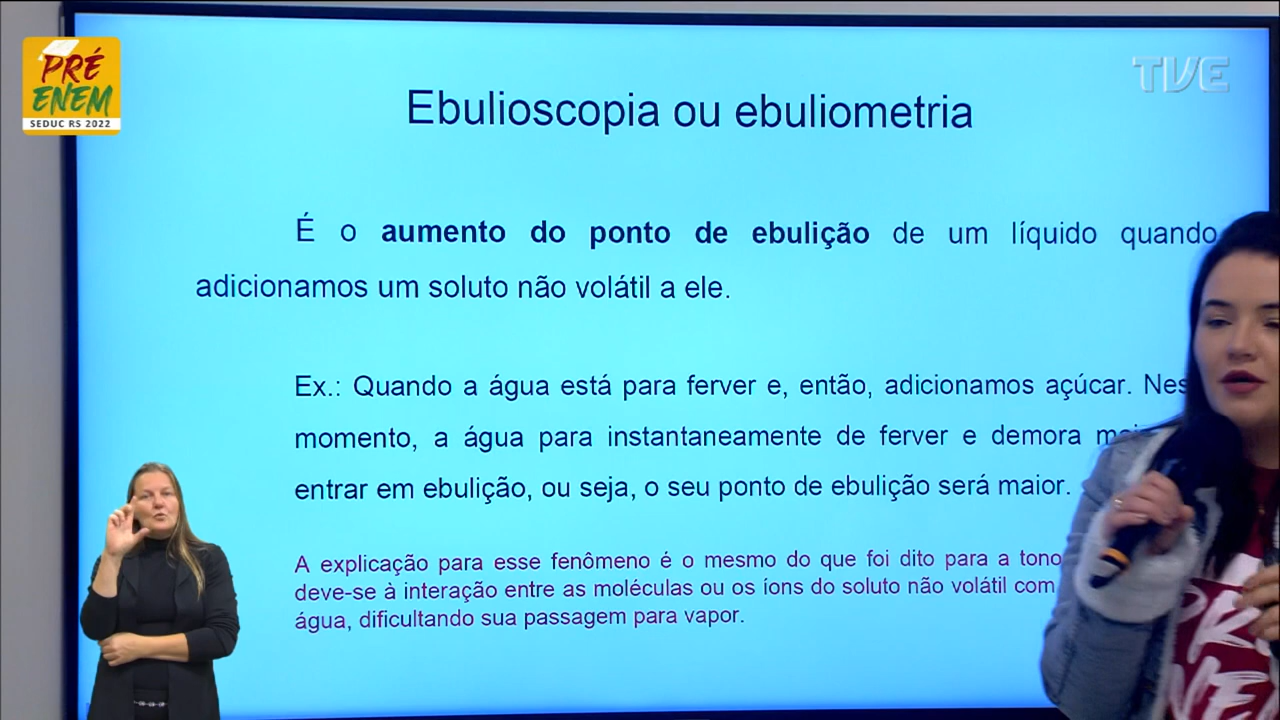 PRÉ
ENEM
SEDUC RS 2022
TVE
Ebulioscopia ou ebuliometria
É o aumento do ponto de ebulição de um líquido quando
adicionamos um soluto não volátil a ele.
Ex.: Quando a água está para ferver e, então, adicionamos açúcar.
momento, a água para instantaneamente de ferver e demora
entrar em ebulição, ou seja, o seu ponto de ebulição será maior.
A explicação para esse fenômeno é o mesmo do que foi dito para a
deve-se à interação entre as moléculas ou os íons do soluto não volátil com
água, dificultando sua passagem para vapor.